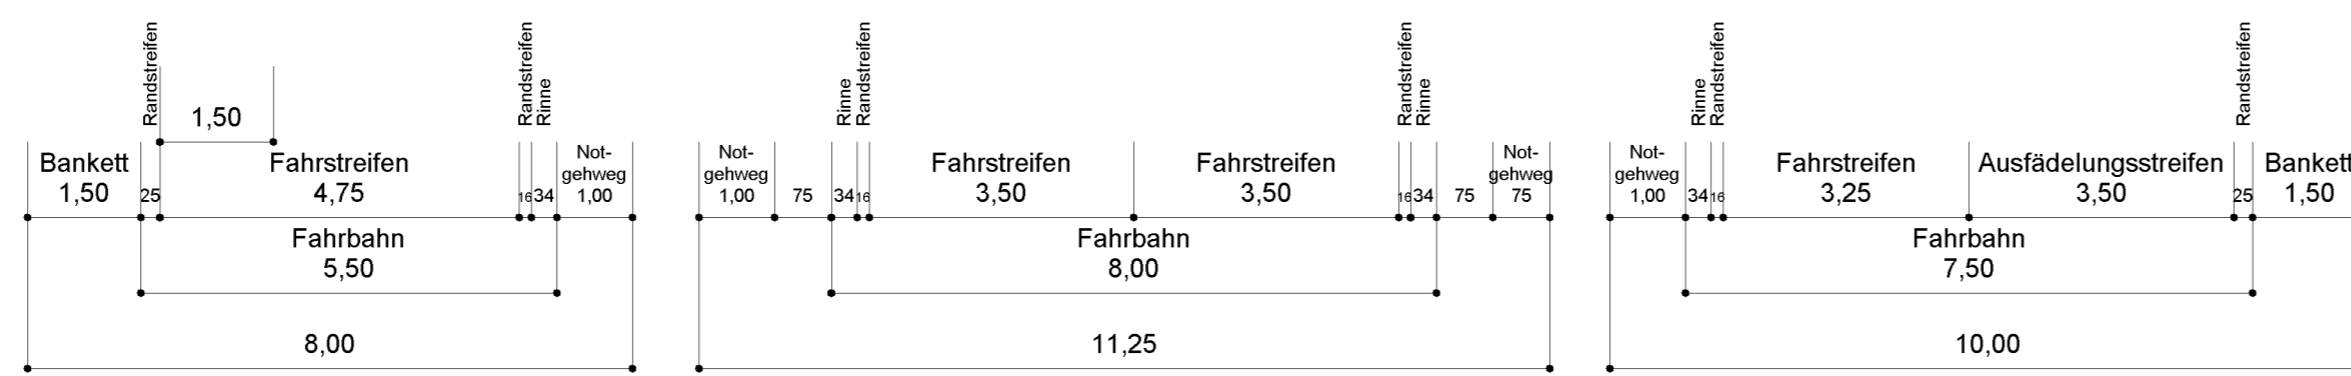 Randstreifen
1,50
Randstreifen
Rinne
Bankett
1,50
25
Fahrstreifen
4,75
16
34
Not-
gehweg
1,00
Fahrbahn
5,50
8,00
Rinne
Randstreifen
Randstreifen
Rinne
Not-
gehweg
1,00
75
34
16
Fahrstreifen
3,50
Fahrstreifen
3,50
16
34
75
Not-
gehweg
75
Fahrbahn
8,00
11,25
Rinne
Randstreifen
Randstreifen
Not-
gehweg
1,00
34
16
Fahrstreifen
3,25
Ausfädelungsstreifen
3,50
25
Bankett
1,50
Fahrbahn
7,50
10,00